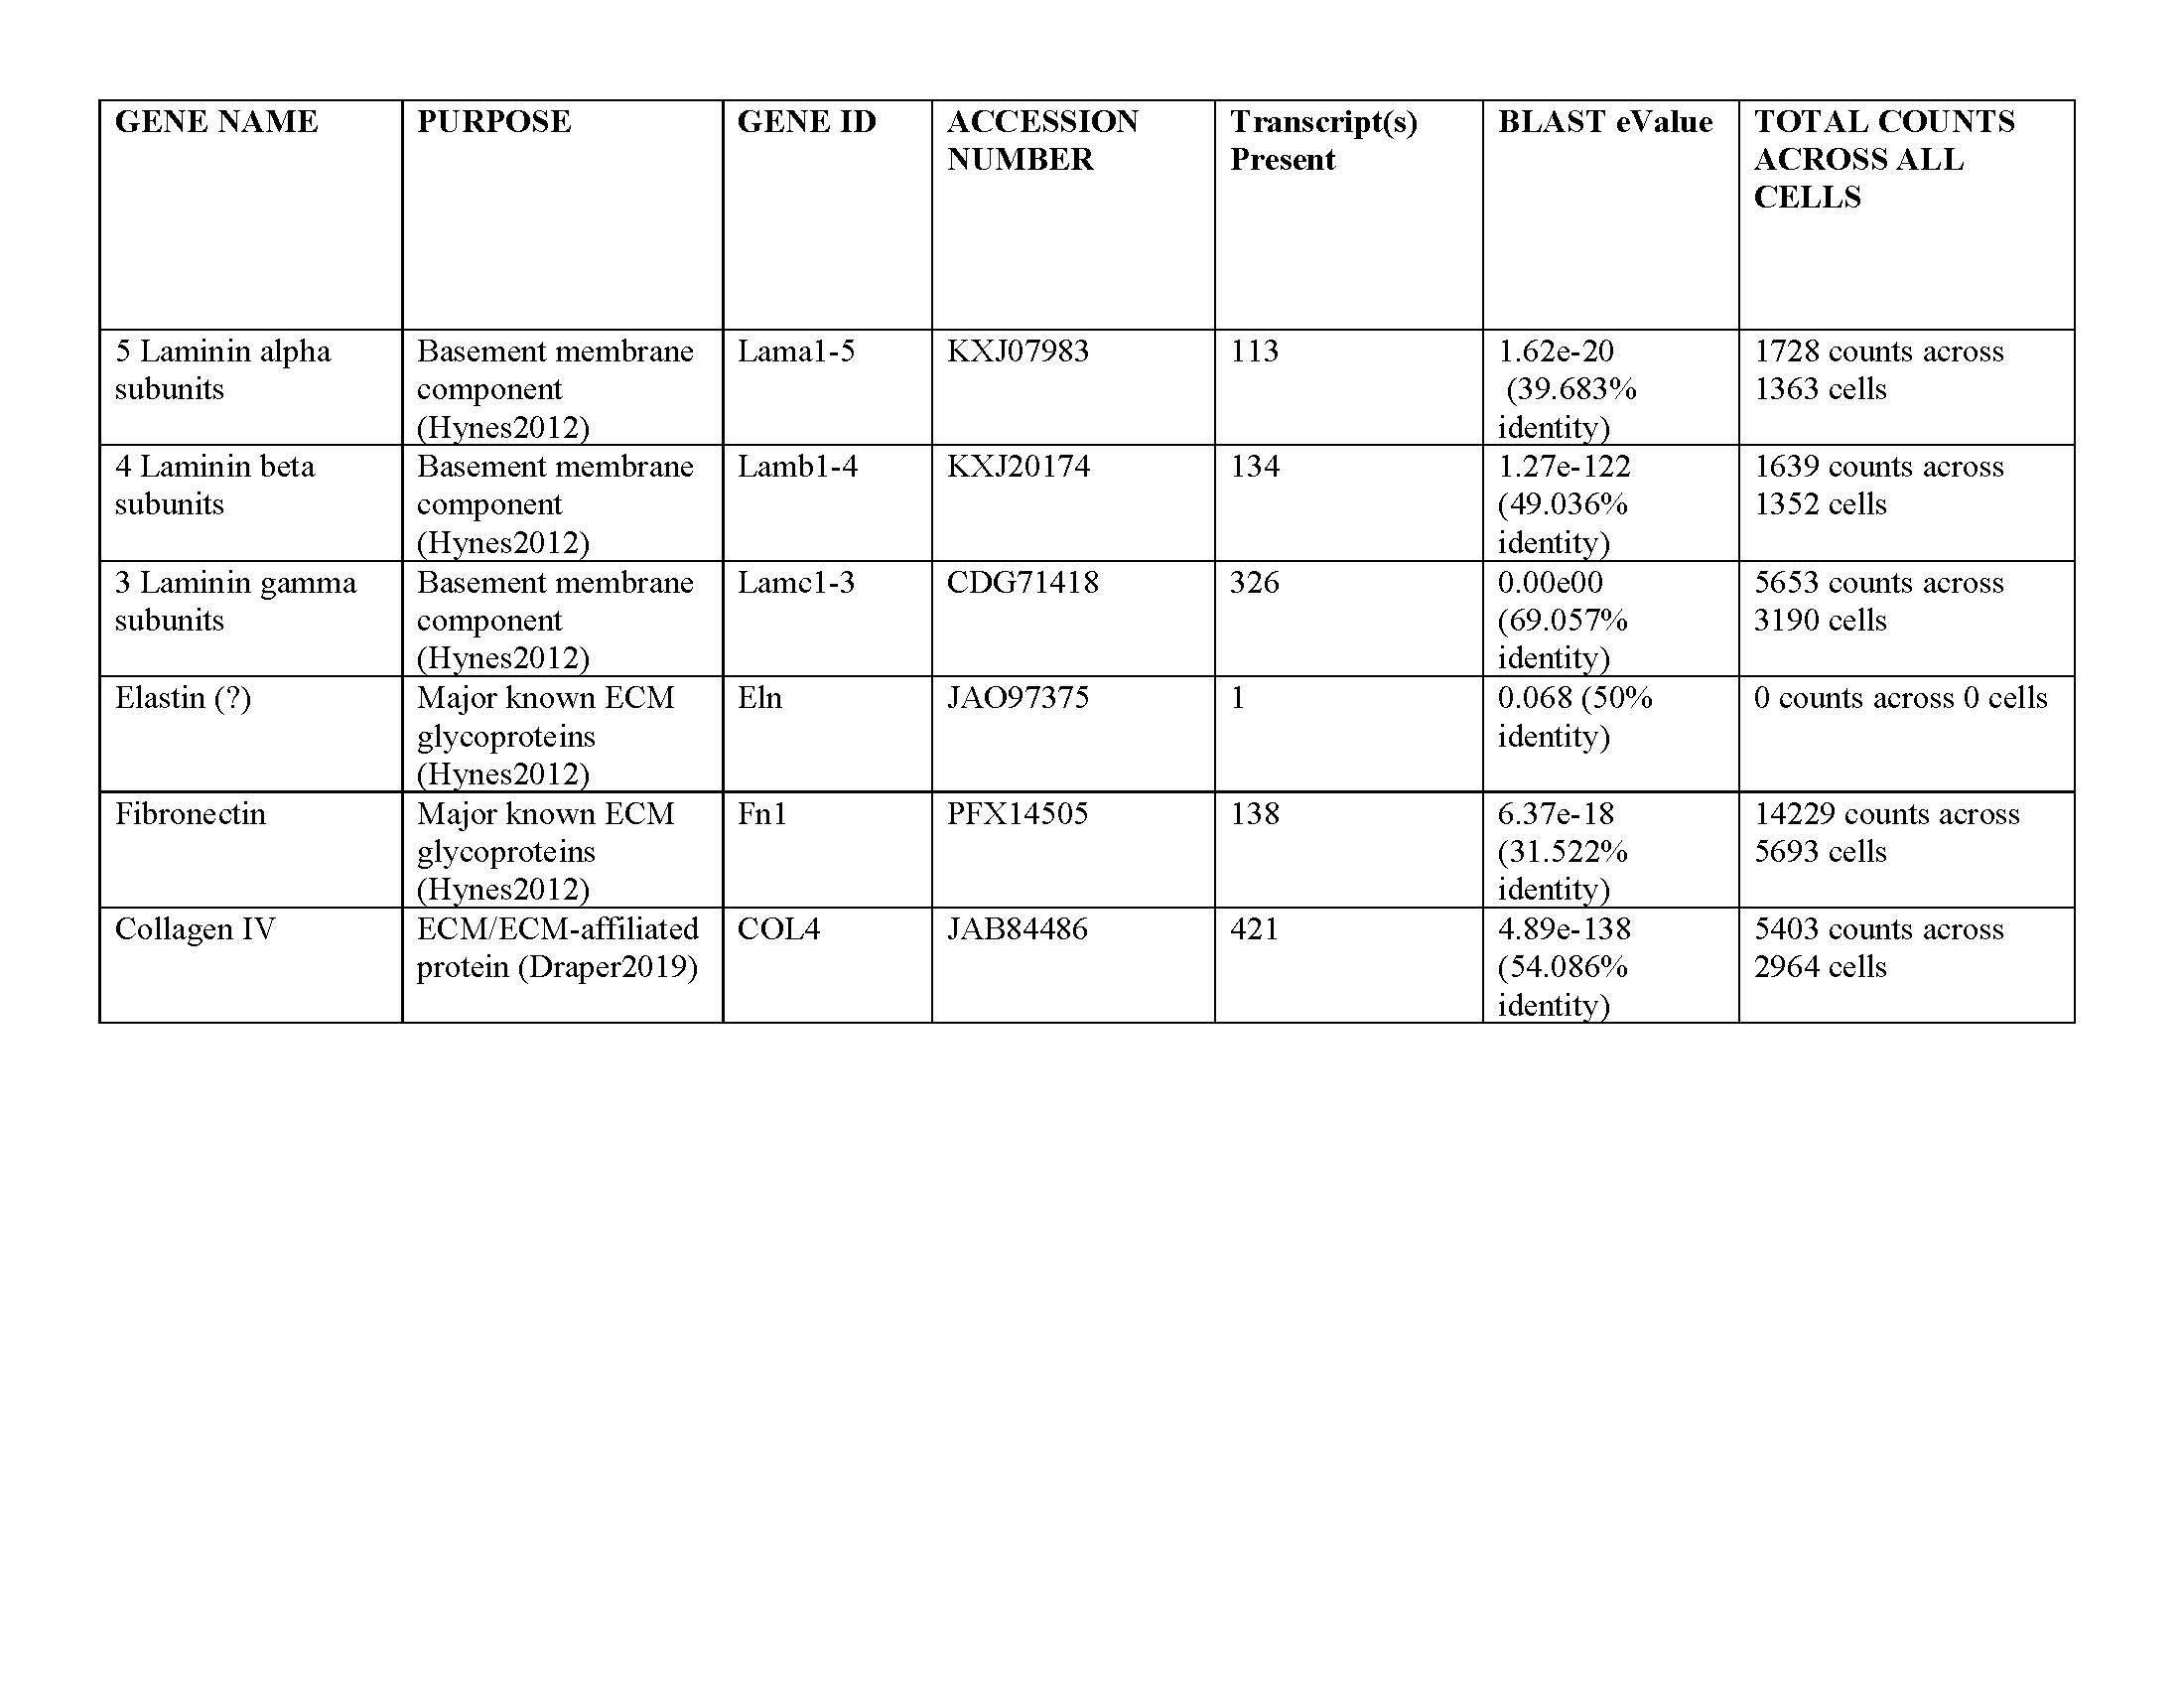 GENE NAME
PURPOSE
GENE ID
ACCESSION
NUMBER
Transcript(s)
Present
BLAST eValue
TOTAL COUNTS
ACROSS ALL
CELLS
5 Laminin alpha
subunits
Basement membrane
component
(Hynes2012)
Lama1-5
KXJ07983
113
1.62e-20
(39.683%
identity)
1728 counts across
1363 cells
4 Laminin beta
subunits
Basement membrane
component
(Hynes2012)
Lamb1-4
KXJ20174
134
1.27e-122
(49.036%
identity)
1639 counts across
1352 cells
3 Laminin gamma
subunits
Basement membrane
component
(Hynes2012)
Lamc1-3
CDG71418
326
0.00e00
(69.057%
identity)
5653 counts across
3190 cells
Elastin (?)
Major known ECM
glycoproteins
(Hynes2012)
Eln
JAO97375
1
0.068 (50%
identity)
0 counts across 0 cells
Fibronectin
Major known ECM
glycoproteins
(Hynes2012)
Fn1
PFX14505
138
6.37e-18
(31.522%
identity)
14229 counts across
5693 cells
Collagen IV
ECM/ECM-affiliated
protein (Draper2019)
COL4
JAB84486
421
4.89e-138
(54.086%
identity)
5403 counts across
2964 cells